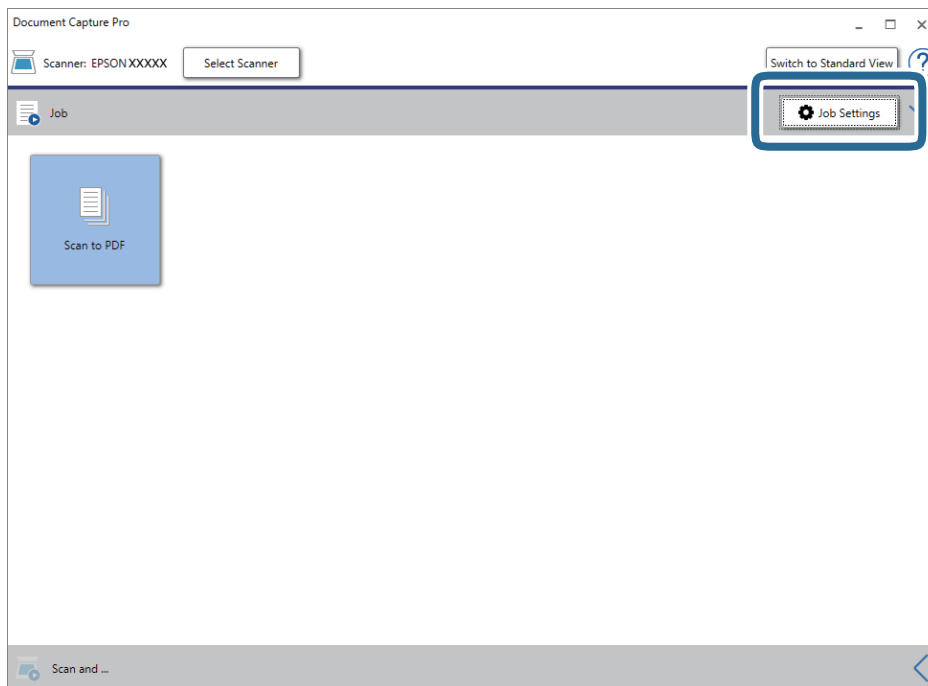 Document Capture Pro
Scanner: EPSON XXXXX Select Scanner Switch to Standard View ?
Job Job Settings
Scan to PDF
Scan and ...